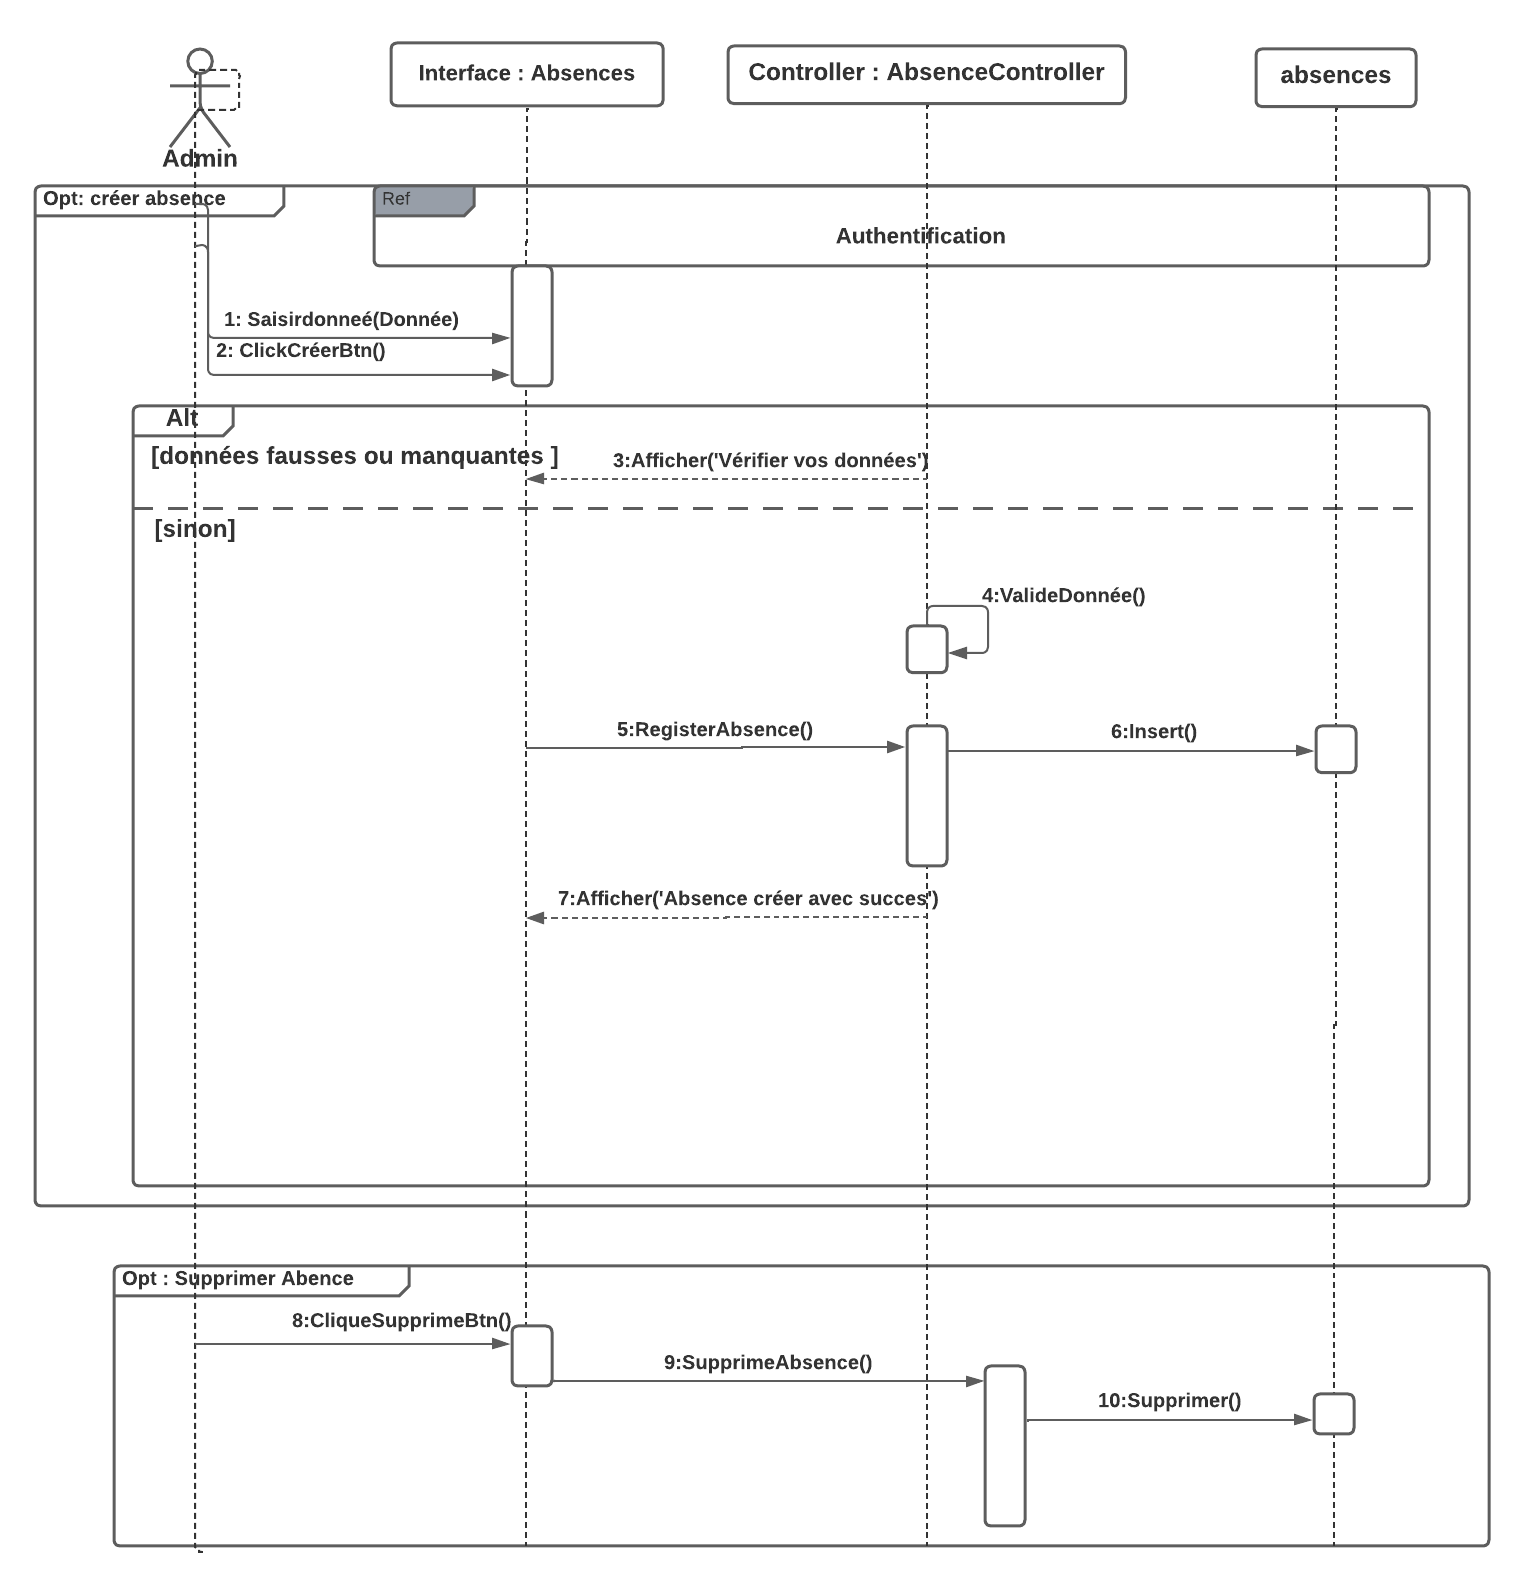 Interface : Absences
Controller : AbsenceController
absences
Admin
Opt: créer absence
Ref
Authentification
1: Saisirdonneé(Donnée)
2: ClickCréerBtn()
Alt
[données fausses ou manquantes ]
3:Afficher('Vérifier vos données')
[sinon]
4:ValideDonnée()
5:RegisterAbsence()
6:Insert()
7:Afficher('Absence créer avec succes')
Opt : Supprimer Abence
8:CliqueSupprimeBtn()
9:SupprimeAbsence()
10:Supprimer()